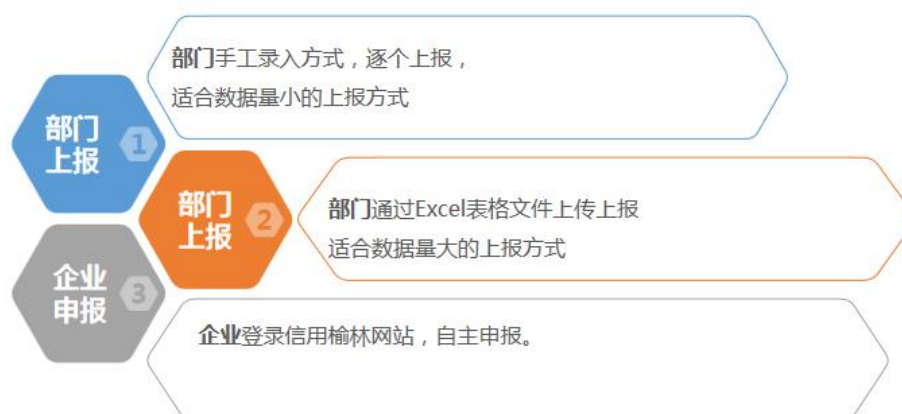 部门手工录入方式，逐个上报，
适合数据量小的上报方式
部门
上报
1
部门
上报
2
部门通过Excel表格文件上传上报
适合数据量大的上报方式
企业
申报
3
企业登录信用榆林网站，自主申报。